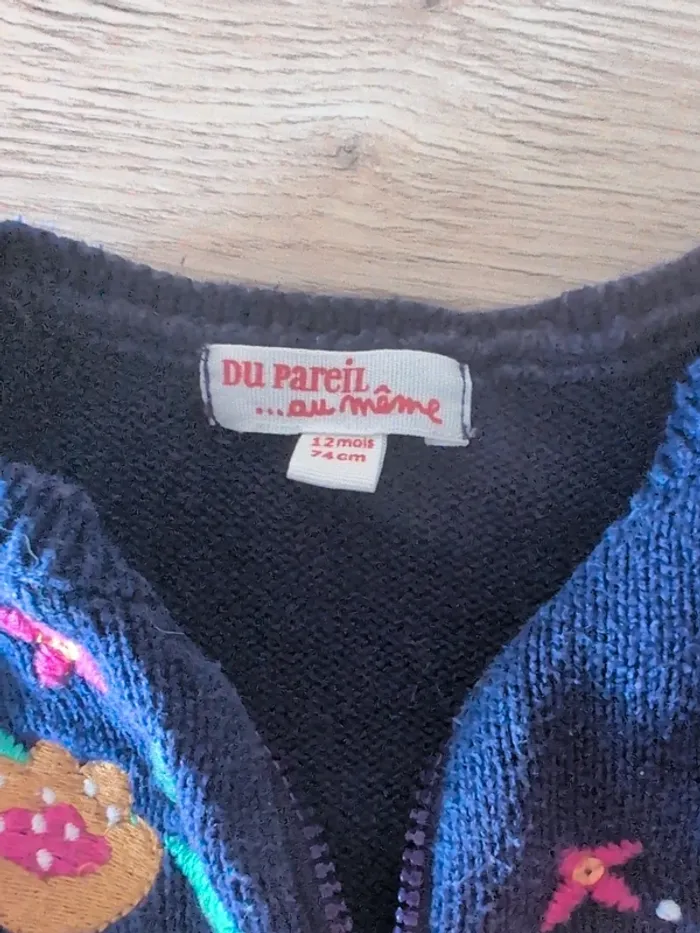 DU PAREIL
...au même
12 mois
74 cm